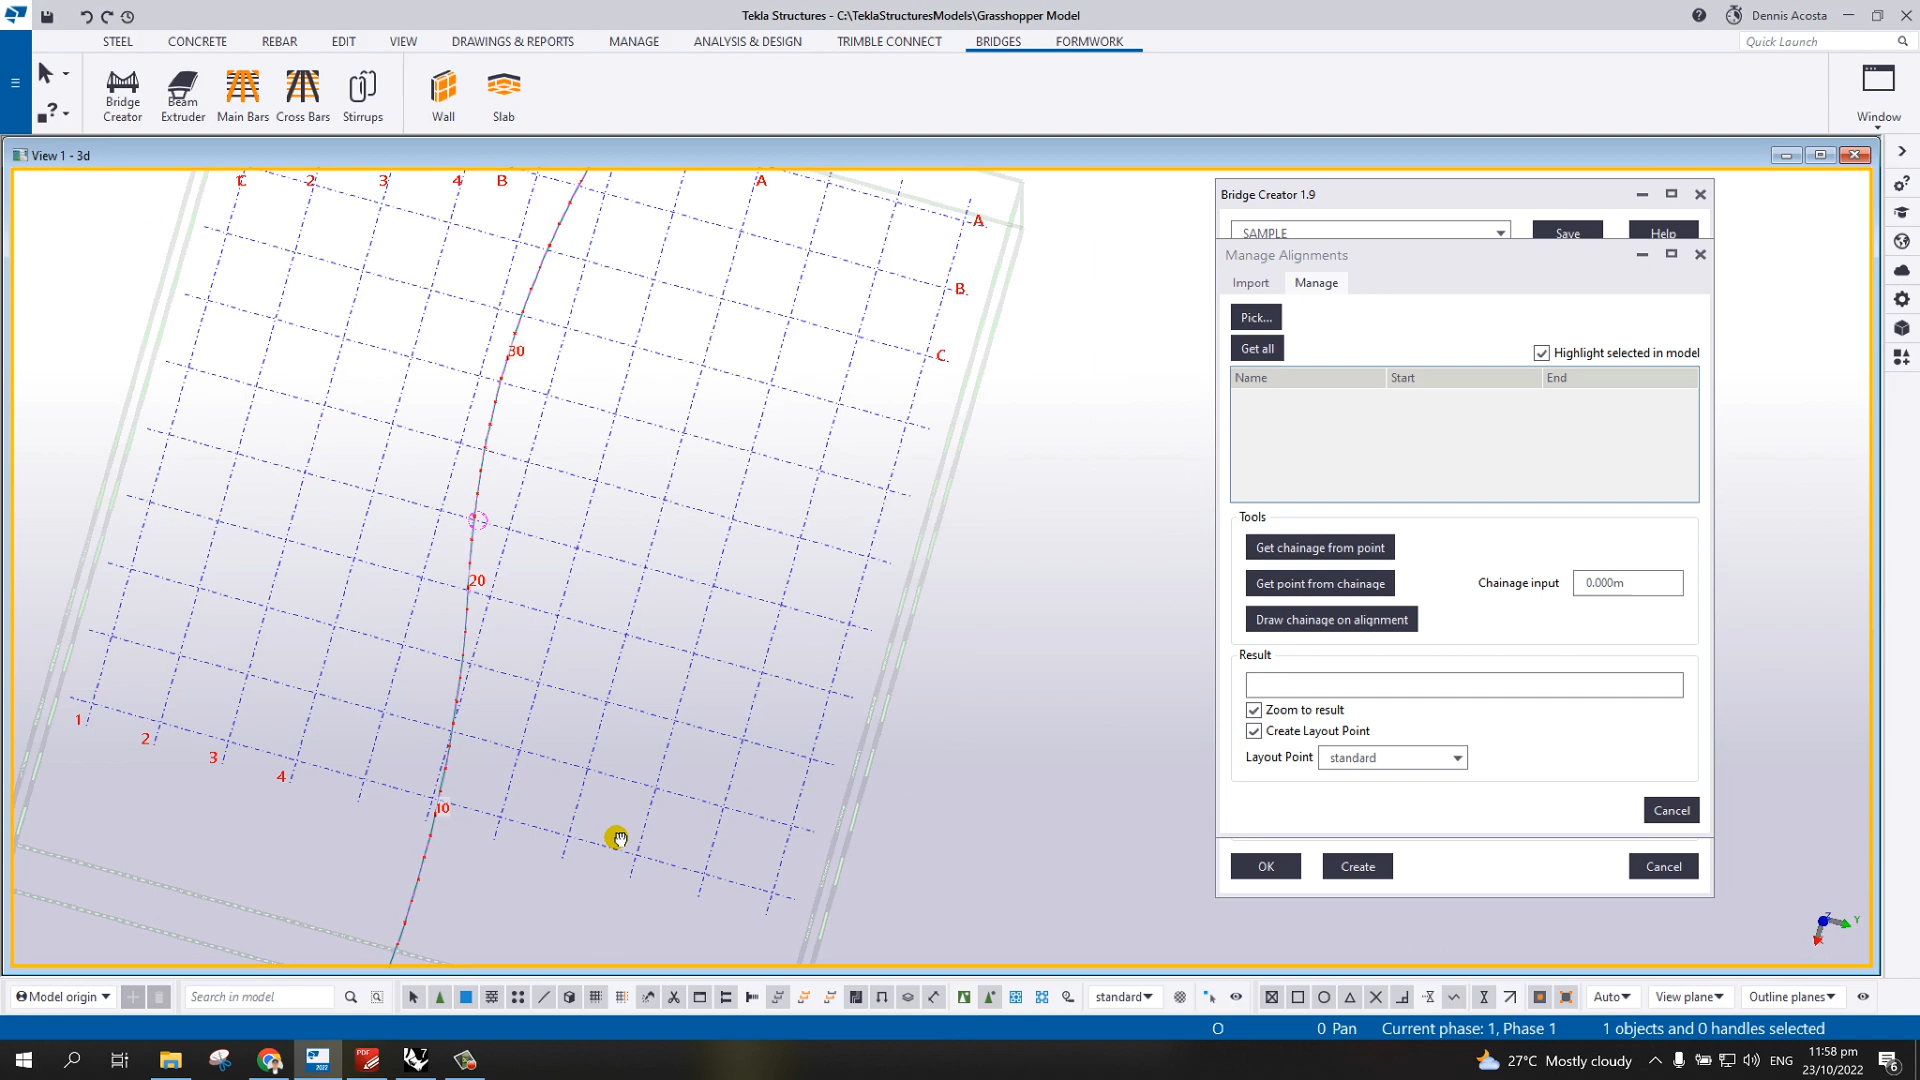 Tekla Structures - C:\TeklaStructuresModels\Grasshopper Model
Dennis Acosta
STEEL CONCRETE REBAR EDIT VIEW DRAWINGS & REPORTS MANAGE ANALYSIS & DESIGN TRIMBLE CONNECT BRIDGES FORMWORK
Quick Launch
Bridge Creator
Beam Extruder
Main Bars
Cross Bars
Stirrups
Wall
Slab
Window
View 1 - 3d
C 2 3 4 B A
A
B
C
30
20
10
1
2
3
4
Bridge Creator 1.9
SAMPLE
Save
Help
Manage Alignments
Import Manage
Pick...
Get all
Highlight selected in model
Name Start End
Tools
Get chainage from point
Get point from chainage
Chainage input 0.000m
Draw chainage on alignment
Result
Zoom to result
Create Layout Point
Layout Point standard
Cancel
OK Create Cancel
Z Y
Model origin Search in model standard Auto View plane Outline planes
O 0 Pan Current phase: 1, Phase 1 1 objects and 0 handles selected
2022
PDF
7
27°C Mostly cloudy ENG
11:58 pm
23/10/2022
6